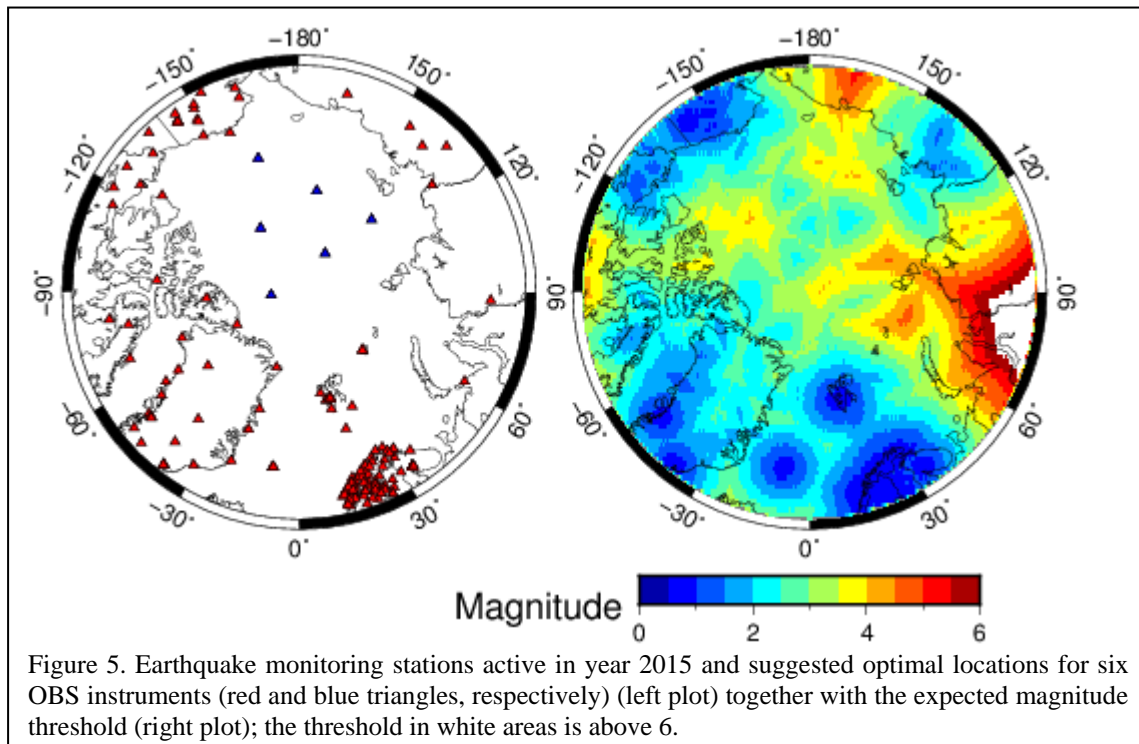 -180° -180°
-150° 150° -150° 150°
-120° 120° -120° 120°
-90° 90° -90° 90°
-60° 60° -60° 60°
-30° 30° -30° 30°
0° 0°
Magnitude
0 2 4 6
Figure 5. Earthquake monitoring stations active in year 2015 and suggested optimal locations for six
OBS instruments (red and blue triangles, respectively) (left plot) together with the expected magnitude
threshold (right plot); the threshold in white areas is above 6.